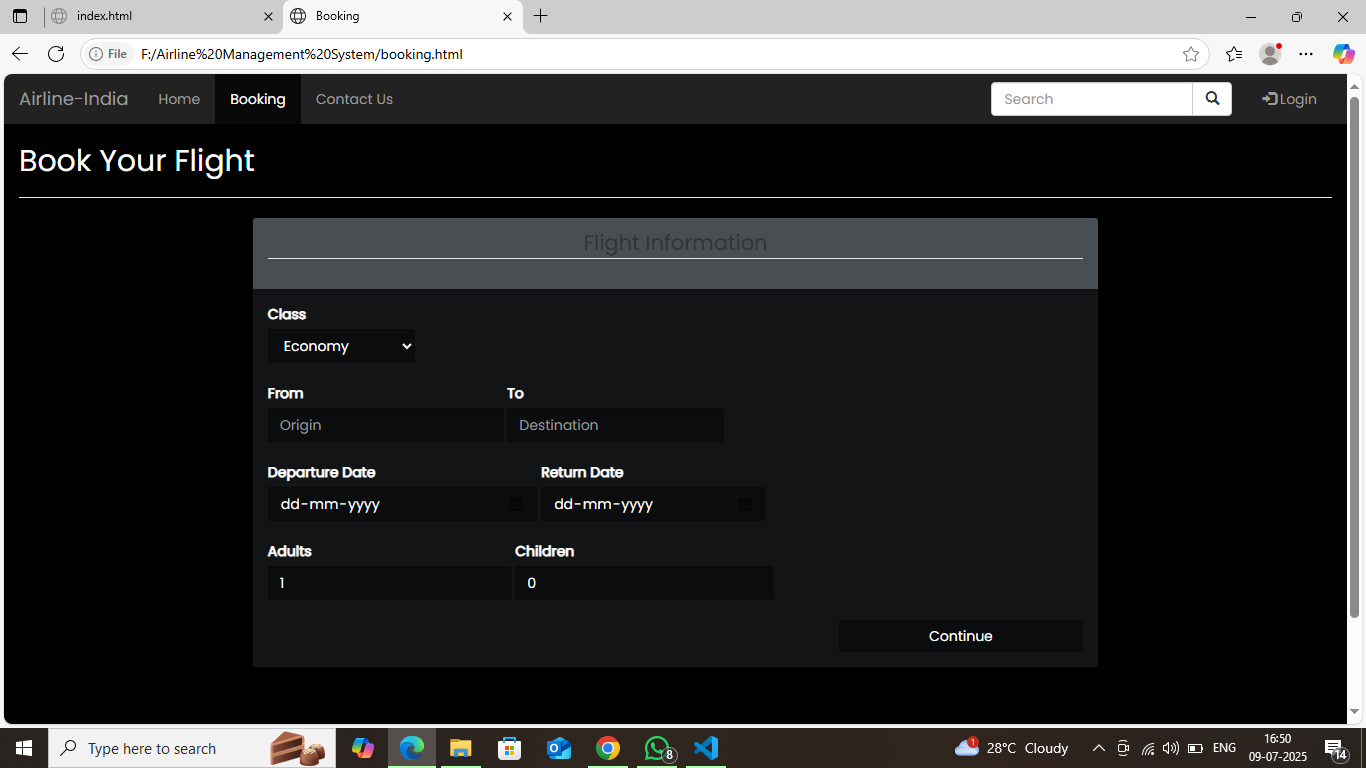 index.html
Booking
File
F:/Airline%20Management%20System/booking.html
Airline-India Home Booking Contact Us Search Login
Book Your Flight
Flight Information
Class
Economy
From To
Origin Destination
Departure Date Return Date
dd-mm-yyyy dd-mm-yyyy
Adults Children
1 0
Continue
Type here to search
8
1
28°C Cloudy
ENG
16:50
09-07-2025
14